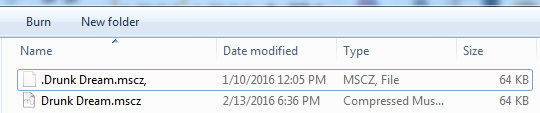 Burn New folder
Name Date modified Type Size
.Drunk Dream.mscz, 1/10/2016 12:05 PM MSCZ, File 64 KB
Drunk Dream.mscz 2/13/2016 6:36 PM Compressed Mus... 64 KB